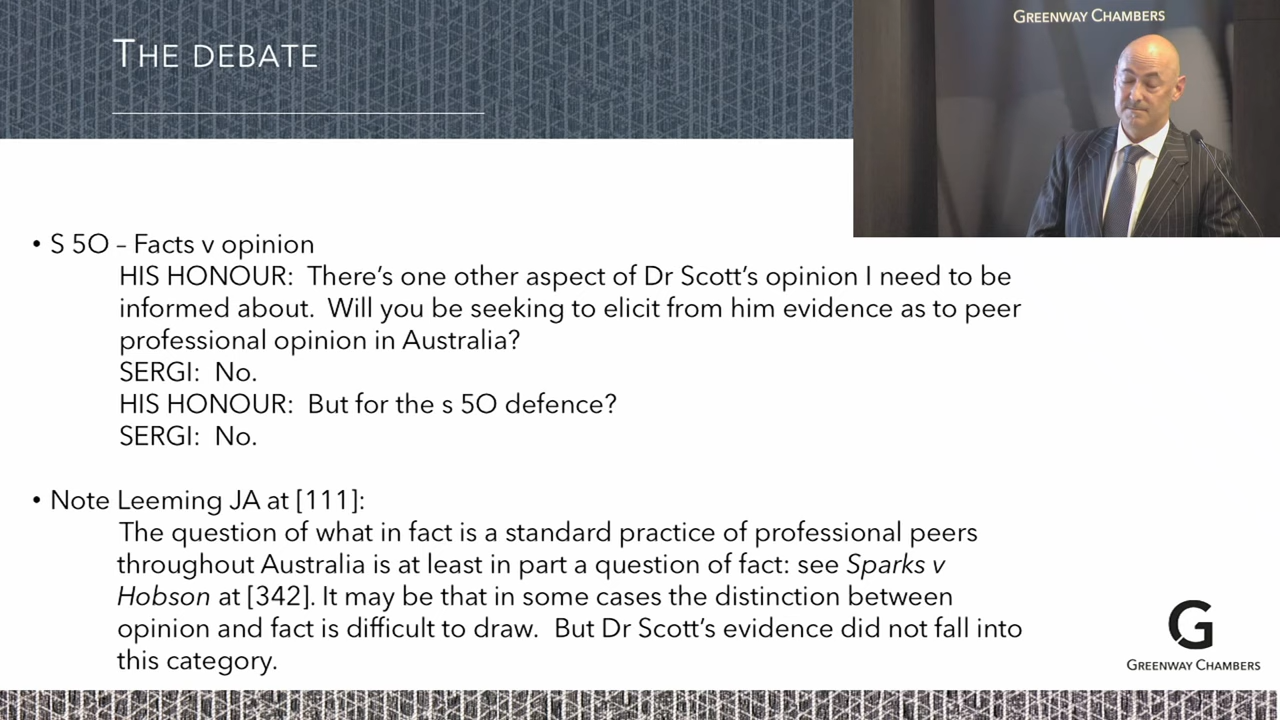 THE DEBATE
GREENWAY CHAMBERS
• S 5O – Facts v opinion
HIS HONOUR: There's one other aspect of Dr Scott's opinion I need to be
informed about. Will you be seeking to elicit from him evidence as to peer
professional opinion in Australia?
SERGI: No.
HIS HONOUR: But for the s 5O defence?
SERGI: No.
• Note Leeming JA at [111]:
The question of what in fact is a standard practice of professional peers
throughout Australia is at least in part a question of fact: see Sparks v
Hobson at [342]. It may be that in some cases the distinction between
opinion and fact is difficult to draw. But Dr Scott's evidence did not fall into
this category.
G
GREENWAY CHAMBERS